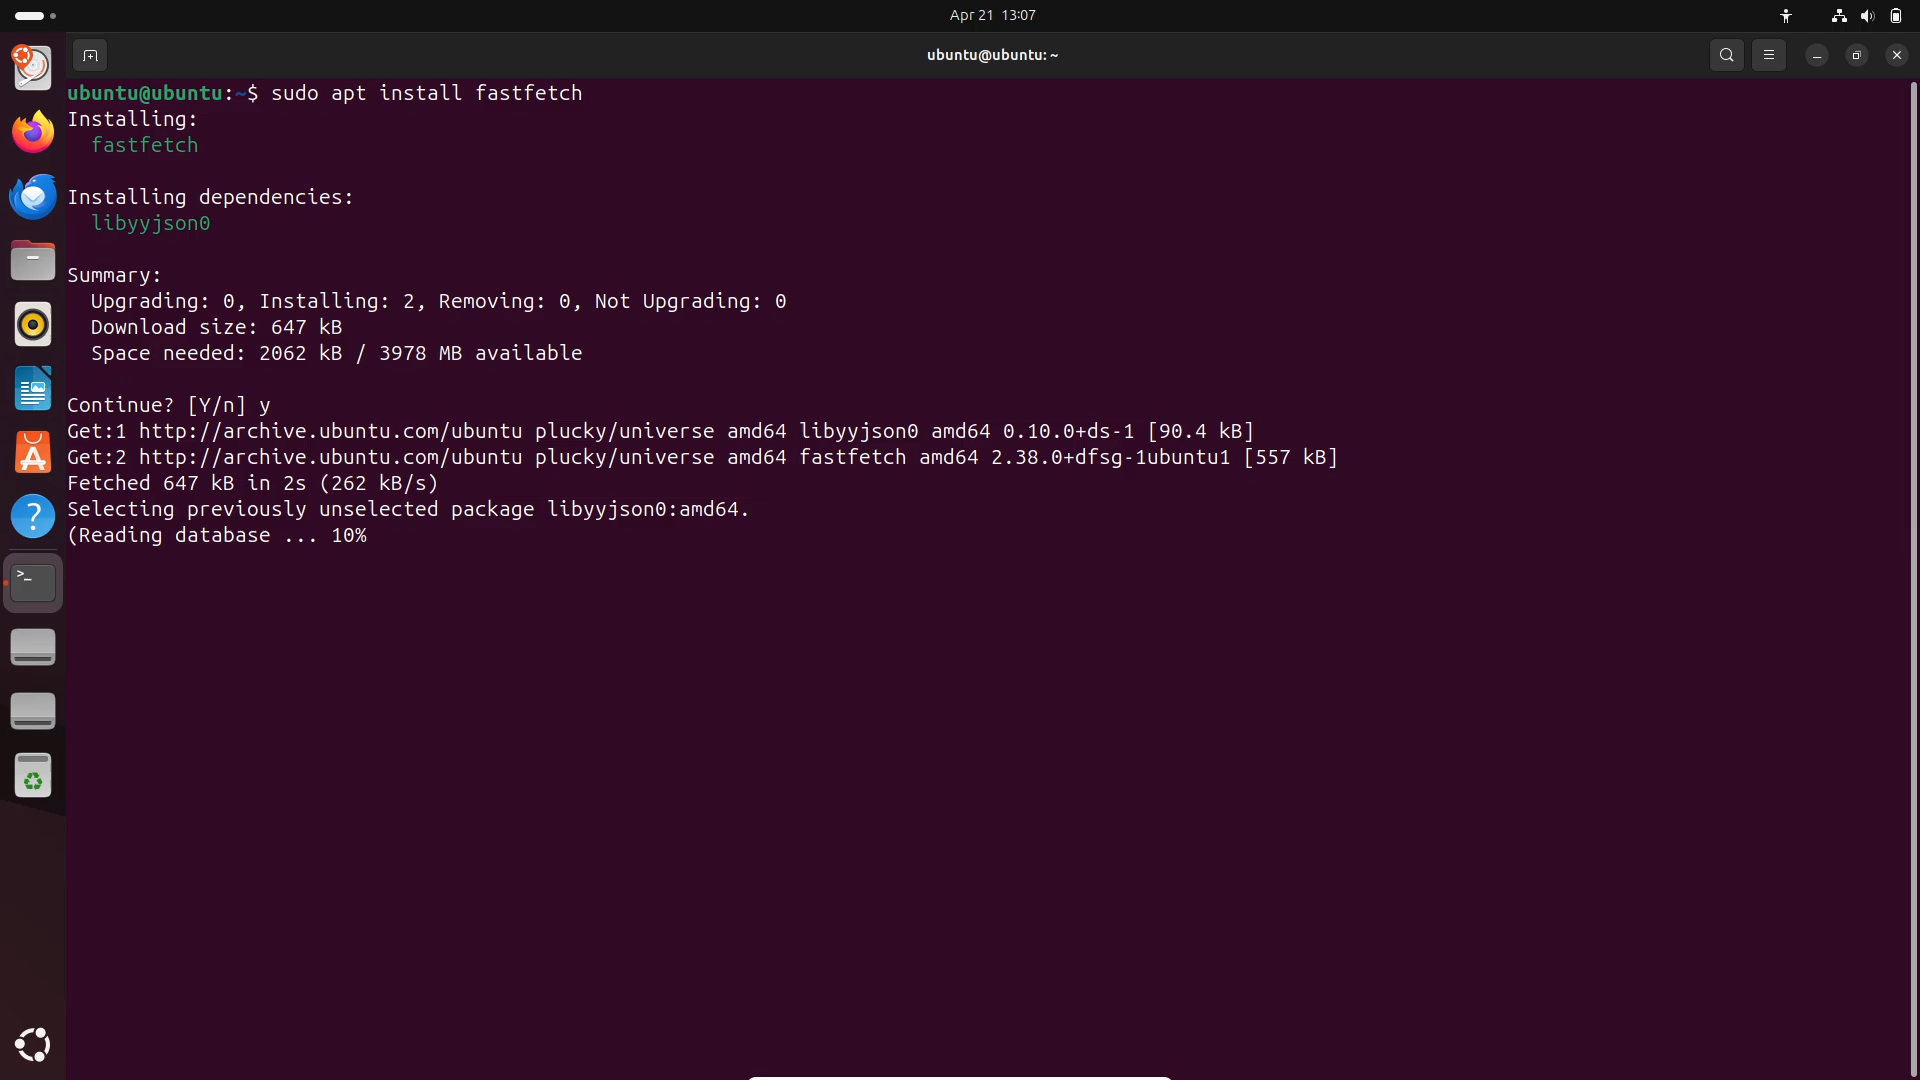 Apr 21 13:07
ubuntu@ubuntu: ~
ubuntu@ubuntu:~$ sudo apt install fastfetch
Installing:
  fastfetch

Installing dependencies:
  libyyjson0

Summary:
  Upgrading: 0, Installing: 2, Removing: 0, Not Upgrading: 0
  Download size: 647 kB
  Space needed: 2062 kB / 3978 MB available

Continue? [Y/n] y
Get:1 http://archive.ubuntu.com/ubuntu plucky/universe amd64 libyyjson0 amd64 0.10.0+ds-1 [90.4 kB]
Get:2 http://archive.ubuntu.com/ubuntu plucky/universe amd64 fastfetch amd64 2.38.0+dfsg-1ubuntu1 [557 kB]
Fetched 647 kB in 2s (262 kB/s)
Selecting previously unselected package libyyjson0:amd64.
(Reading database ... 10%